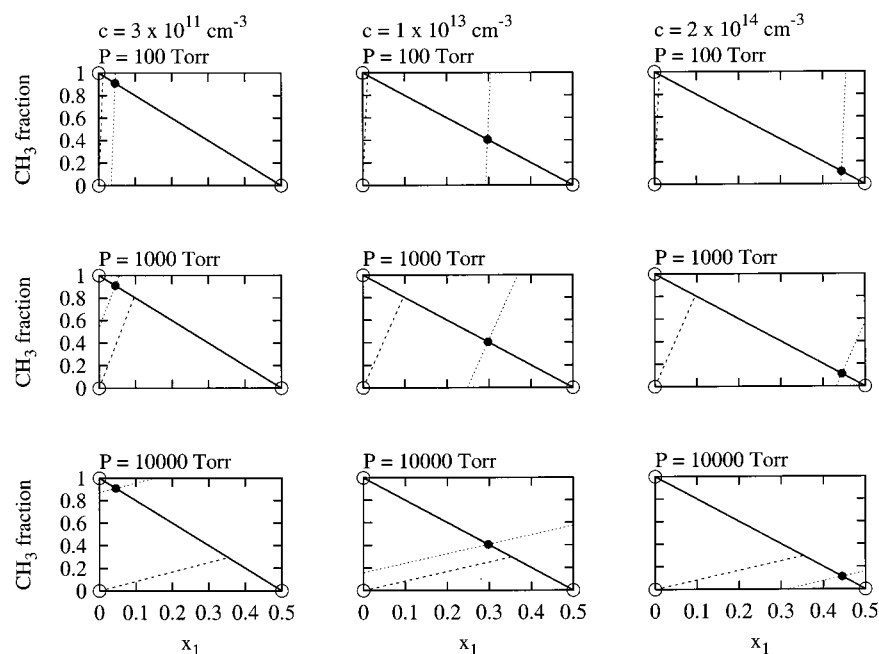 c = 3 x 10^11 cm^-3
c = 1 x 10^13 cm^-3
c = 2 x 10^14 cm^-3
P = 100 Torr
P = 100 Torr
P = 100 Torr
CH3 fraction
1
0.8
0.6
0.4
0.2
0
P = 1000 Torr
P = 1000 Torr
P = 1000 Torr
CH3 fraction
1
0.8
0.6
0.4
0.2
0
P = 10000 Torr
P = 10000 Torr
P = 10000 Torr
CH3 fraction
1
0.8
0.6
0.4
0.2
0
0 0.1 0.2 0.3 0.4 0.5
0 0.1 0.2 0.3 0.4 0.5
0 0.1 0.2 0.3 0.4 0.5
x1
x1
x1